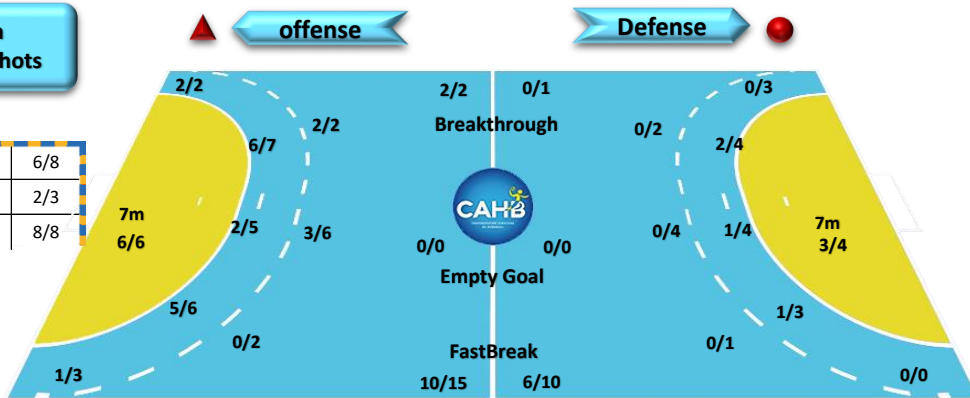 offense
Defense
hots
6/8
2/3
8/8
2/2
2/2
6/7
7m
6/6
2/5
3/6
5/6
0/2
1/3
2/2 0/1
Breakthrough
CAHB
0/0 0/0
Empty Goal
FastBreak
10/15 6/10
0/3
0/2
2/4
0/4
1/4
7m
3/4
1/3
0/1
0/0